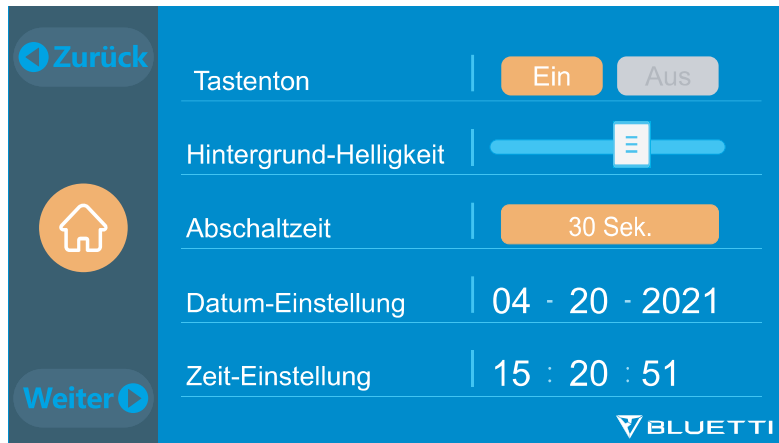 Zurück
Tastenton Ein Aus
Hintergrund-Helligkeit
Abschaltzeit 30 Sek.
Datum-Einstellung 04 - 20 - 2021
Zeit-Einstellung 15 : 20 : 51
Weiter
BLUETTI